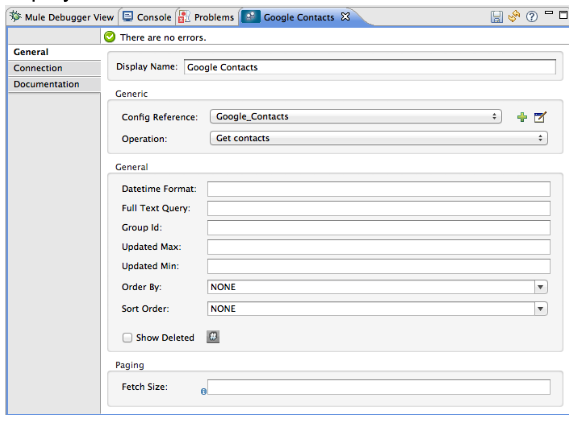 Mule Debugger View Console Problems Google Contacts
There are no errors.
General
Connection
Documentation
Display Name: Google Contacts
Generic
Config Reference: Google_Contacts
Operation: Get contacts
General
Datetime Format:
Full Text Query:
Group Id:
Updated Max:
Updated Min:
Order By: NONE
Sort Order: NONE
Show Deleted #
Paging
Fetch Size: